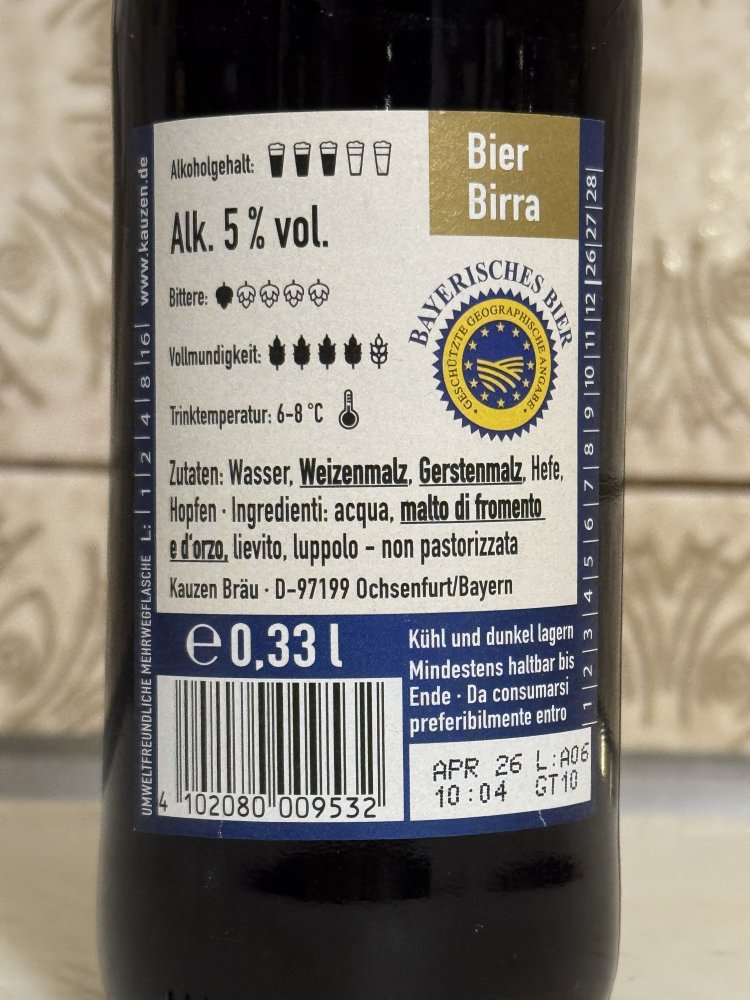 Alkoholgehalt:
Alk. 5 % vol.
Bittere:
Vollmundigkeit:
Trinktemperatur: 6–8 °C
Bier
Birra
BAYERISCHES BIER
GESCHÜTZTE GEOGRAPHISCHE ANGABE
Zutaten: Wasser, Weizenmalz, Gerstenmalz, Hefe,
Hopfen · Ingredienti: acqua, malto di fromento
e d'orzo, lievito, luppolo – non pastorizzata
Kauzen Bräu · D–97199 Ochsenfurt/Bayern
℮ 0,33 l
4 102080 009532
Kühl und dunkel lagern
Mindestens haltbar bis
Ende · Da consumarsi
preferibilmente entro
APR 26 L:A06
10:04 GT10
UMWELTFREUNDLICHE MEHRWEGFLASCHE L: | 1 | 2 | 4 | 8 |16| www.kauzen.de
| 1 | 2 | 3 | 4 | 5 | 6 | 7 | 8 | 9 |10|11|12|26|27|28|